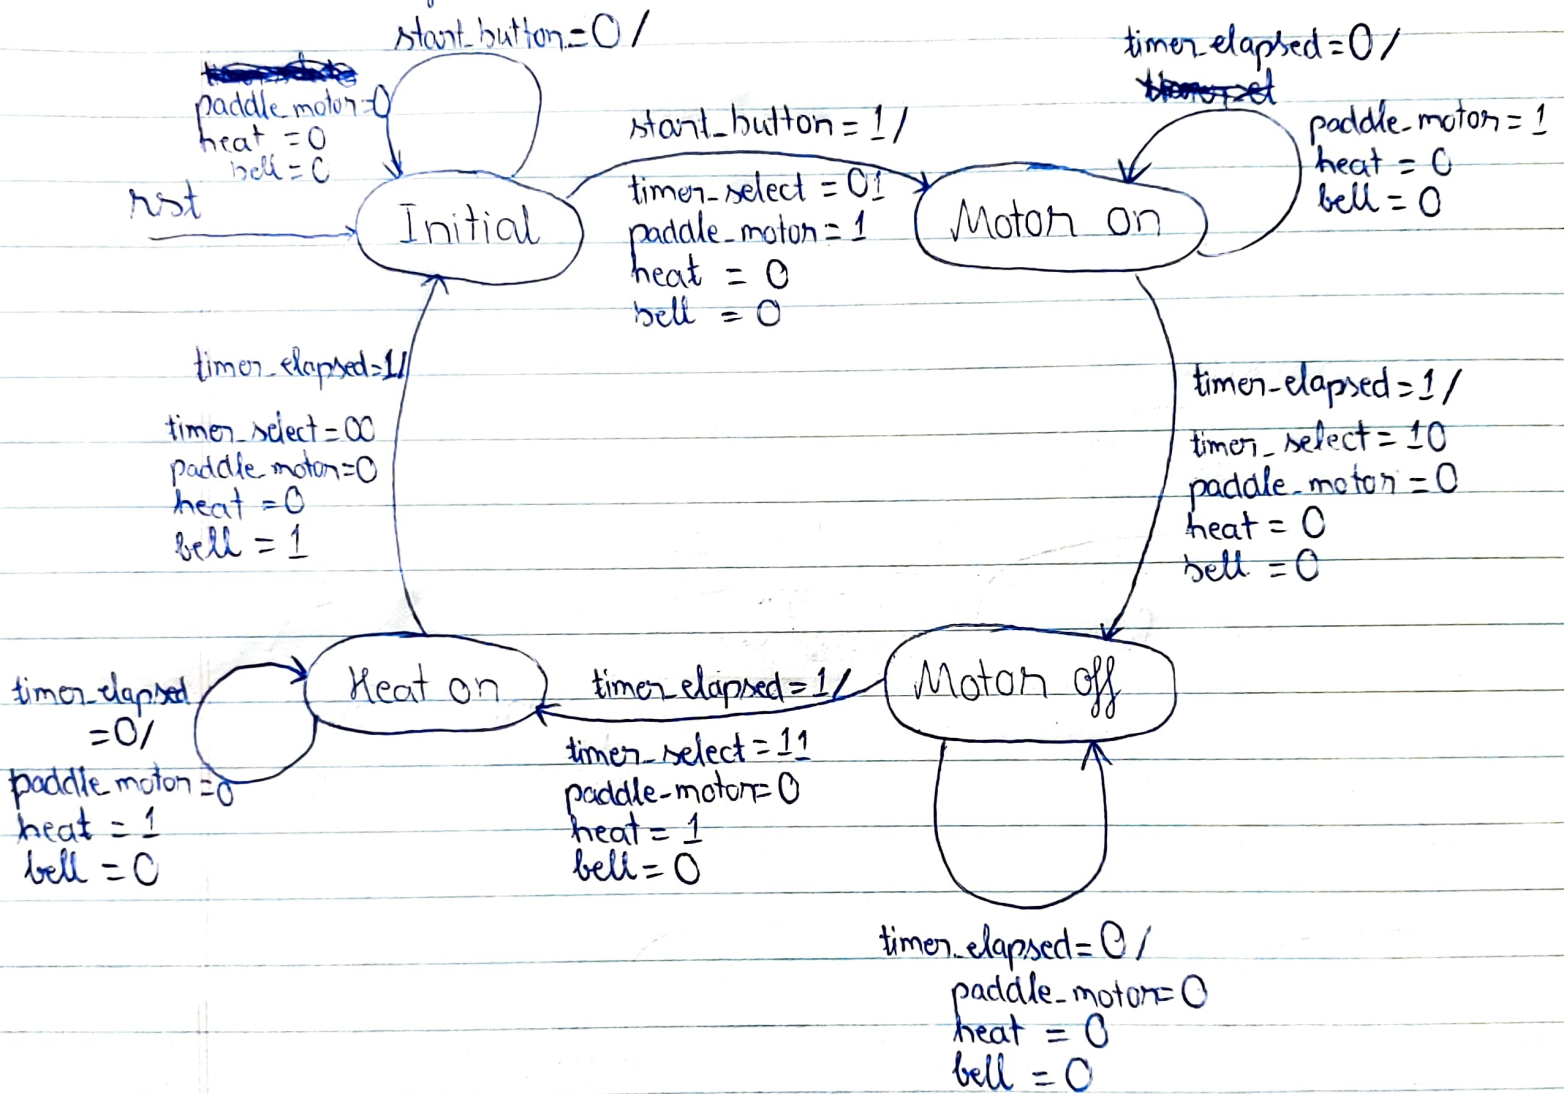 start_button=0/
paddle_motor=0
heat =0
bell=0
rst
Initial
start_button=1/
timer_select=01
paddle_motor=1
heat = 0
bell = 0
Motor on
timer_elapsed=0/
paddle_motor=1
heat = 0
bell=0
timer_elapsed=1/
timer_select=10
paddle_motor=0
heat = 0
bell =0
Motor off
timer_elapsed=0/
paddle_motor=0
heat = 0
bell = 0
timer_elapsed=1/
timer_select=11
paddle_motor=0
heat= 1
bell=0
Heat on
timer_elapsed
=0/
paddle_motor=0
heat = 1
bell =0
timer_elapsed=1/
timer_select=00
paddle_motor=0
heat =0
bell = 1